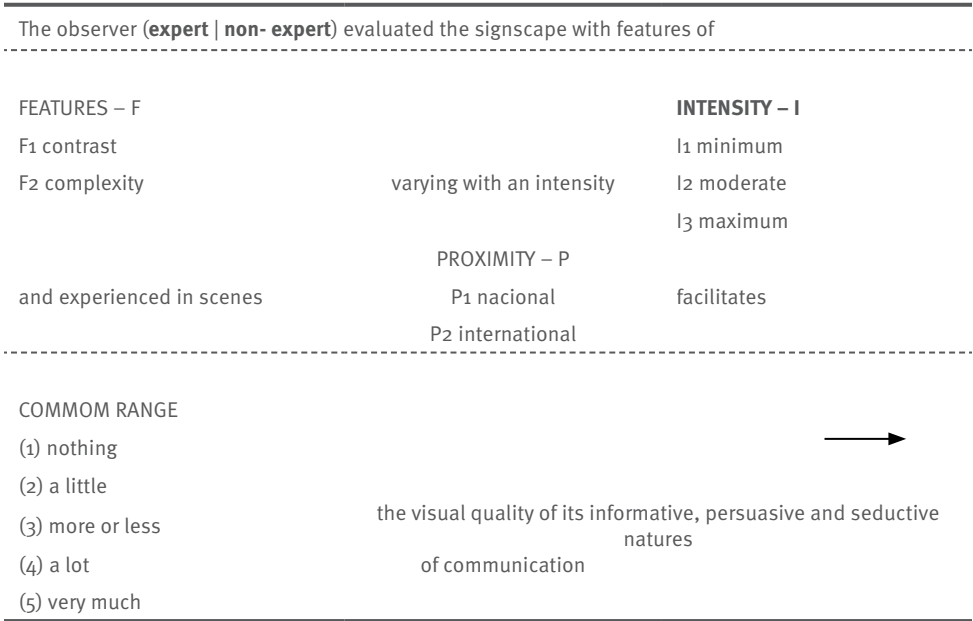 The observer (expert | non- expert) evaluated the signscape with features of
FEATURES – F INTENSITY – I
F1 contrast I1 minimum
F2 complexity varying with an intensity I2 moderate
I3 maximum
PROXIMITY – P
and experienced in scenes P1 nacional facilitates
P2 international
COMMOM RANGE
(1) nothing
(2) a little
(3) more or less
the visual quality of its informative, persuasive and seductive
natures
(4) a lot of communication
(5) very much